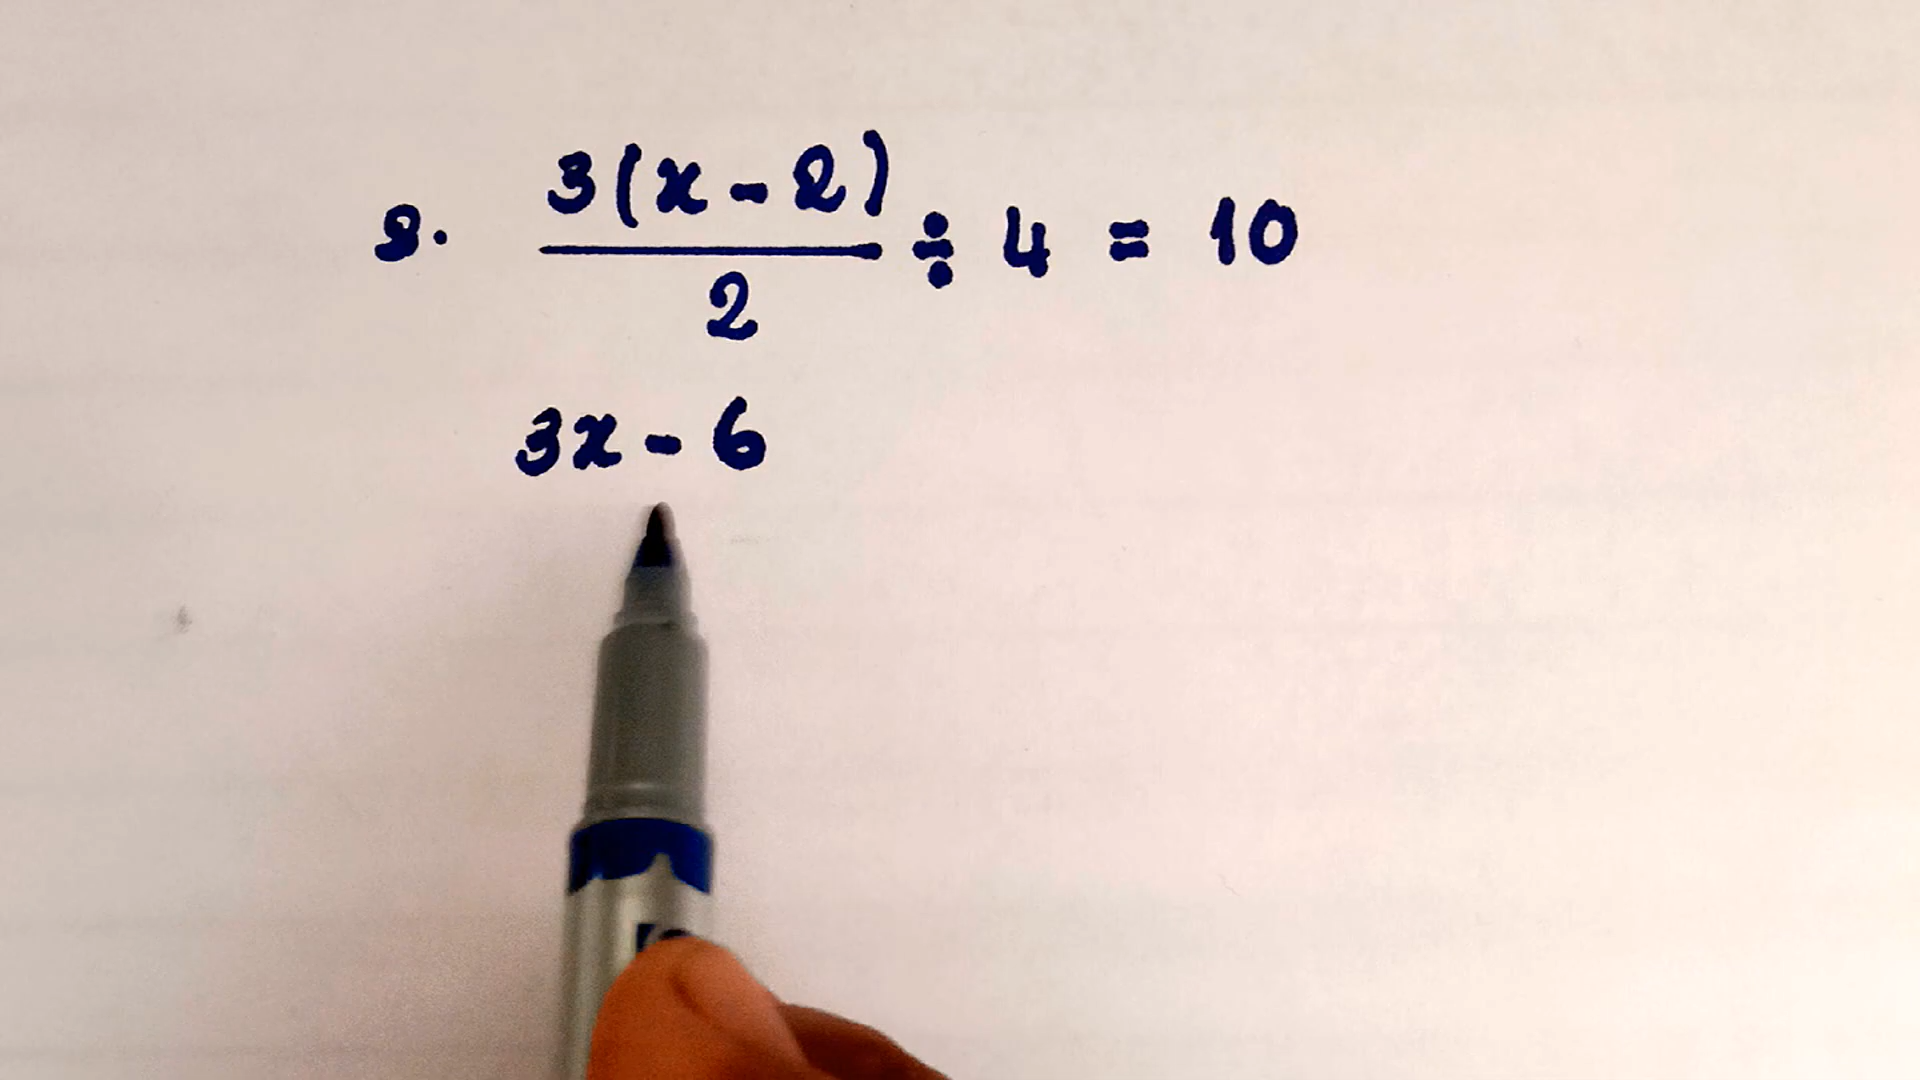 8. 3(x - 2)/2 ÷ 4 = 10
3x - 6